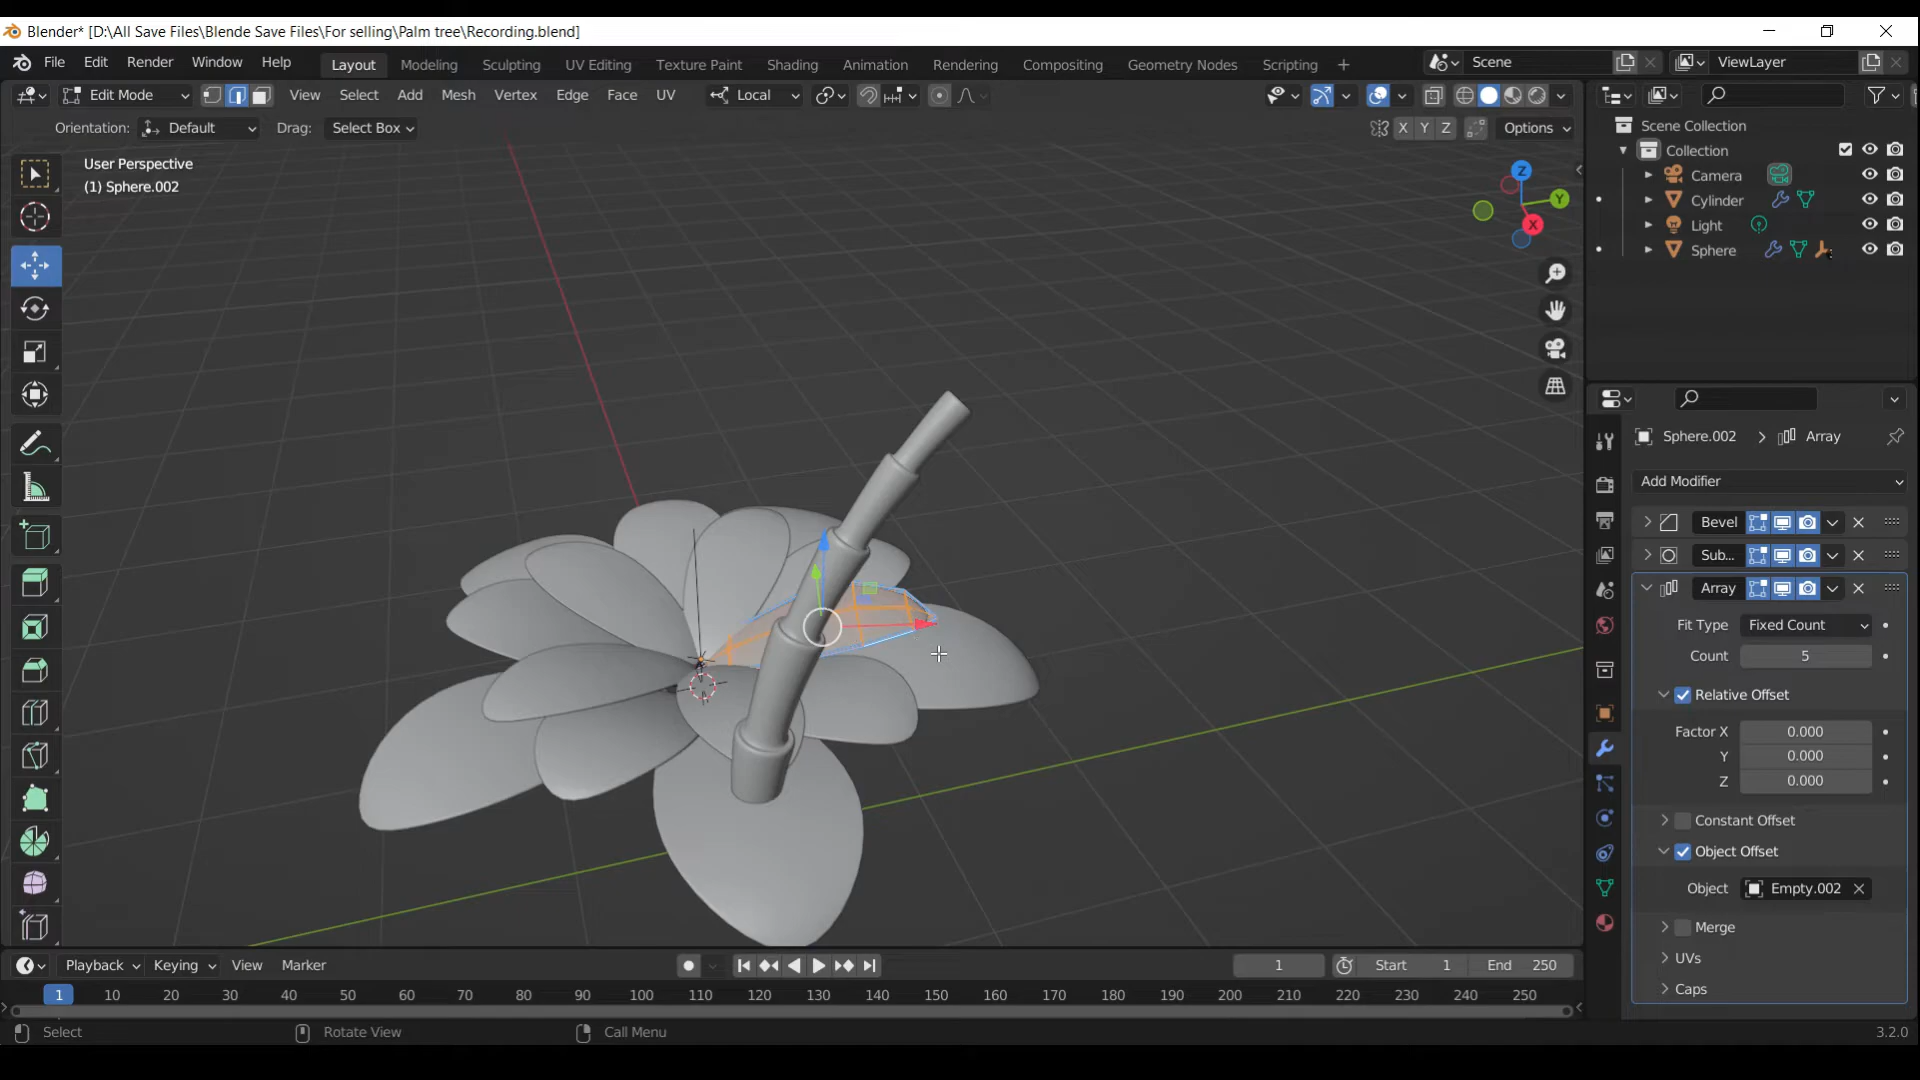 Blender* [D:\All Save Files\Blende Save Files\For selling\Palm tree\Recording.blend]
File Edit Render Window Help Layout Modeling Sculpting UV Editing Texture Paint Shading Animation Rendering Compositing Geometry Nodes Scripting + Scene ViewLayer
Edit Mode View Select Add Mesh Vertex Edge Face UV Local
Orientation: Default Drag: Select Box X Y Z Options
User Perspective
(1) Sphere.002
Z
Y
X
Scene Collection
Collection
Camera
Cylinder
Light
Sphere
Sphere.002 > Array
Add Modifier
Bevel
Sub...
Array
Fit Type Fixed Count
Count 5
Relative Offset
Factor X 0.000
Y 0.000
Z 0.000
Constant Offset
Object Offset
Object Empty.002
Merge
UVs
Caps
Playback Keying View Marker 1 Start 1 End 250
1 10 20 30 40 50 60 70 80 90 100 110 120 130 140 150 160 170 180 190 200 210 220 230 240 250
Select Rotate View Call Menu 3.2.0